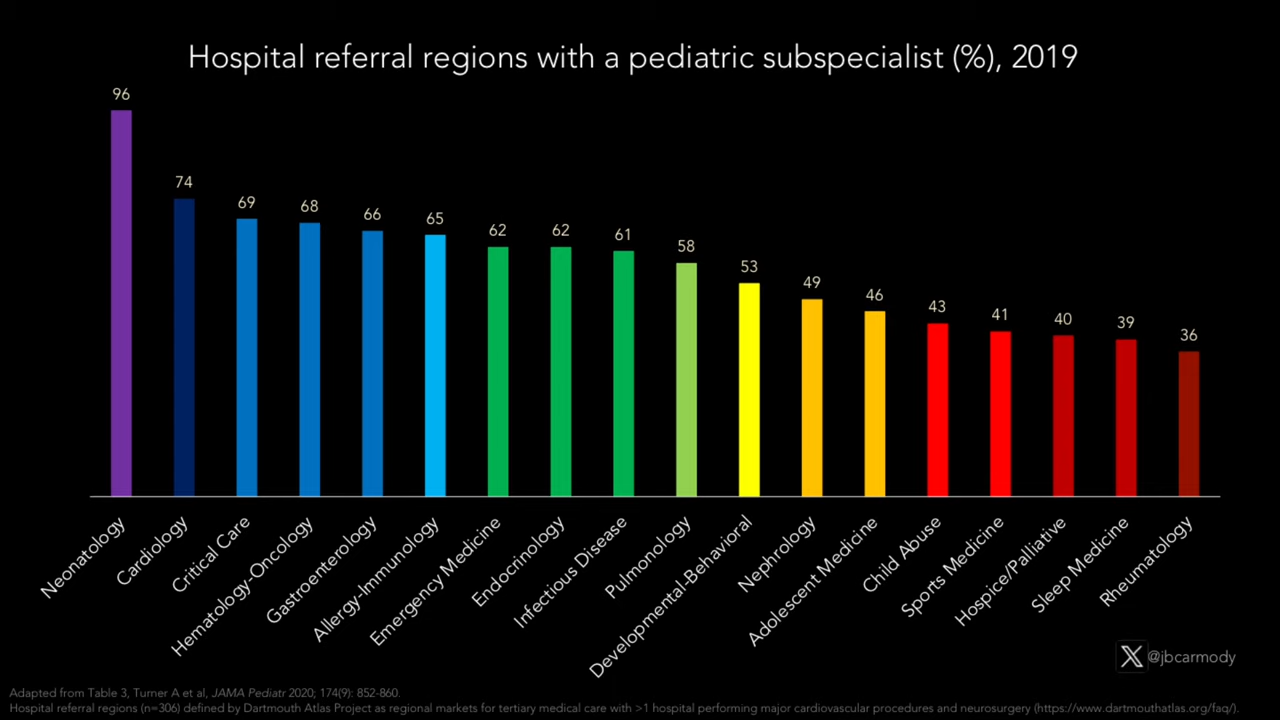 Hospital referral regions with a pediatric subspecialist (%), 2019
96
74
69
68
66
65
62
62
61
58
53
49
46
43
41
40
39
36
Neonatology
Cardiology
Critical Care
Hematology-Oncology
Gastroenterology
Allergy-Immunology
Emergency Medicine
Endocrinology
Infectious Disease
Pulmonology
Developmental-Behavioral
Nephrology
Adolescent Medicine
Child Abuse
Sports Medicine
Hospice/Palliative
Sleep Medicine
Rheumatology
@jbcarmody
Adapted from Table 3, Turner A et al, JAMA Pediatr 2020; 174(9): 852-860.
Hospital referral regions (n=306) defined by Dartmouth Atlas Project as regional markets for tertiary medical care with >1 hospital performing major cardiovascular procedures and neurosurgery (https://www.dartmouthatlas.org/faq/).